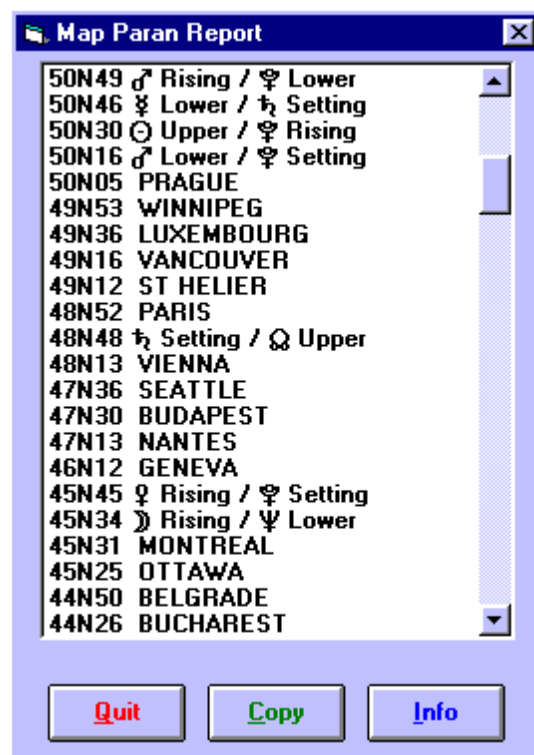 Map Paran Report
50N49 ♂ Rising / ♇ Lower
50N46 ☿ Lower / ♄ Setting
50N30 ☉ Upper / ♇ Rising
50N16 ♂ Lower / ♇ Setting
50N05 PRAGUE
49N53 WINNIPEG
49N36 LUXEMBOURG
49N16 VANCOUVER
49N12 ST HELIER
48N52 PARIS
48N48 ♄ Setting / ☊ Upper
48N13 VIENNA
47N36 SEATTLE
47N30 BUDAPEST
47N13 NANTES
46N12 GENEVA
45N45 ♀ Rising / ♇ Setting
45N34 ☽ Rising / ♆ Lower
45N31 MONTREAL
45N25 OTTAWA
44N50 BELGRADE
44N26 BUCHAREST
Quit Copy Info